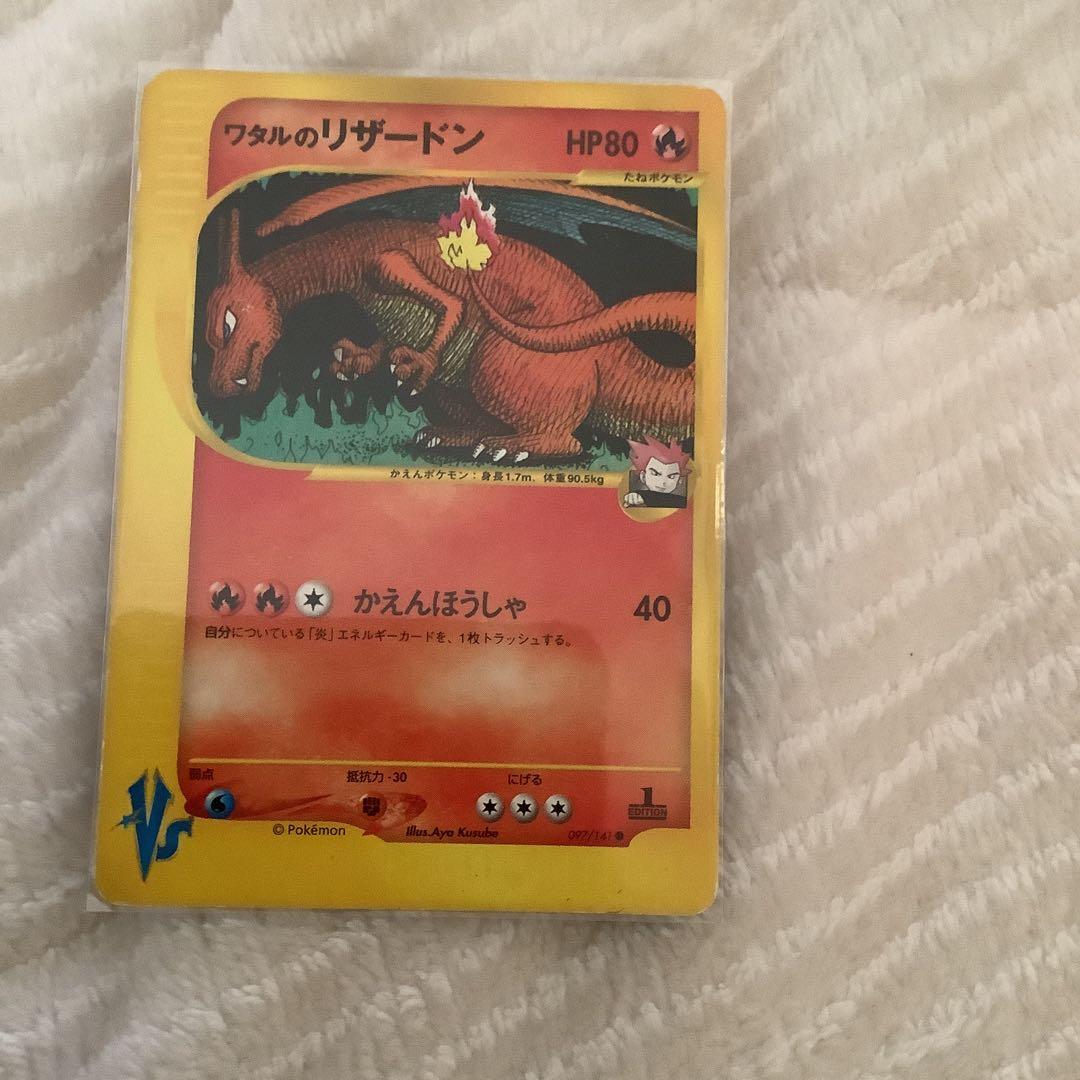 ワタルのリザードン HP80
たねポケモン
かえんポケモン：身長1.7m、体重90.5kg
かえんほうしゃ 40
自分についている「炎」エネルギーカードを、1枚トラッシュする。
弱点 抵抗力-30 にげる
1
EDITION
VS
© Pokémon Illus.Aya Kusube 097/141